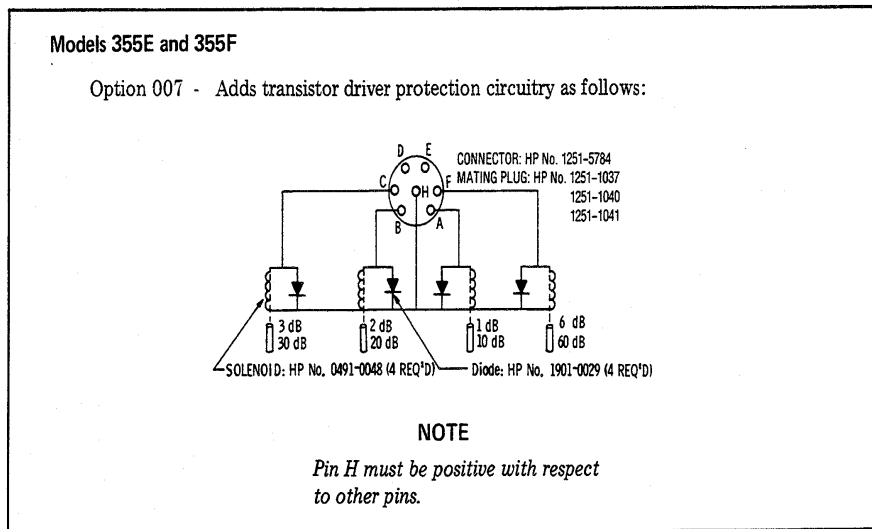 Models 355E and 355F
Option 007 - Adds transistor driver protection circuitry as follows:
D E
CONNECTOR: HP No. 1251-5784
C H F MATING PLUG: HP No. 1251-1037
1251-1040
B A
1251-1041
3 dB 2 dB 1 dB 6 dB
30 dB 20 dB 10 dB 60 dB
SOLENOID: HP No. 0491-0048 (4 REQ'D) Diode: HP No. 1901-0029 (4 REQ'D)
NOTE
Pin H must be positive with respect
to other pins.